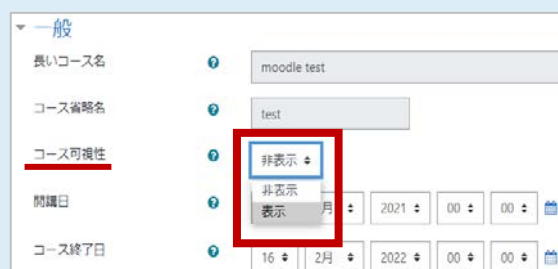 一般
長いコース名 moodle test
コース省略名 test
コース可視性 非表示
非表示
表示
開講日 月 2021 00 00
コース終了日 16 2月 2022 00 00